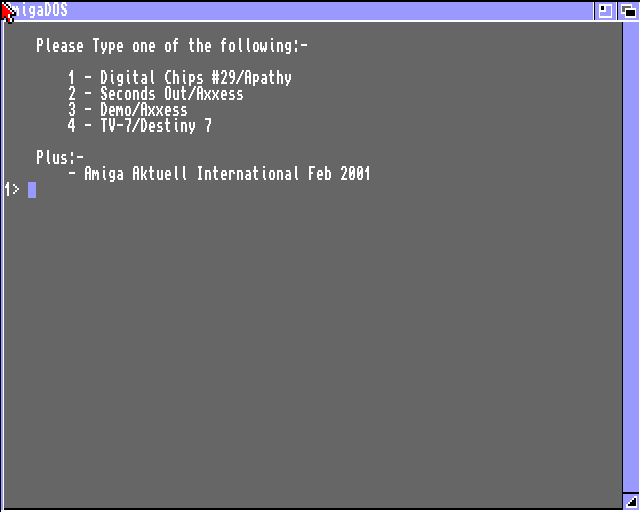 AmigaDOS
Please Type one of the following:-
1 - Digital Chips #29/Apathy
2 - Seconds Out/Axxess
3 - Demo/Axxess
4 - TV-7/Destiny 7
Plus:-
- Amiga Aktuell International Feb 2001
1>